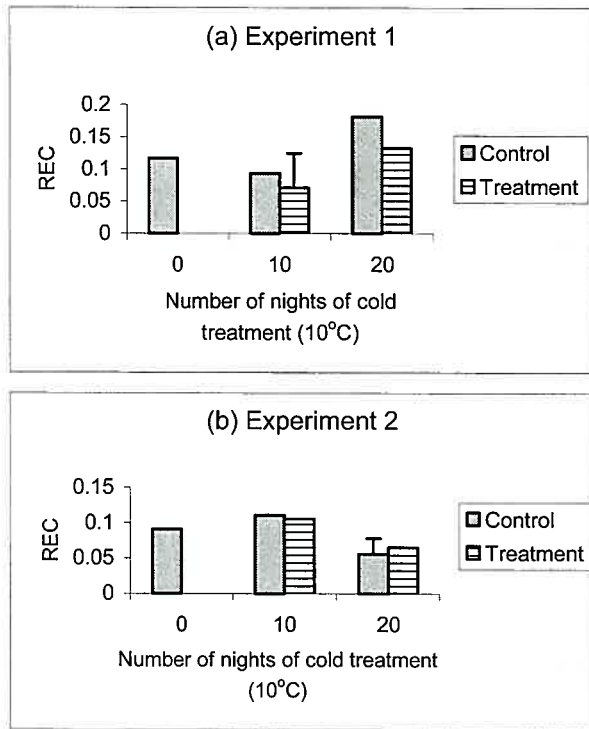 (a) Experiment 1
0.2
0.15
0.1
0.05
0
REC
0 10 20
Number of nights of cold
treatment (10°C)
Control
Treatment
(b) Experiment 2
0.15
0.1
0.05
0
REC
0 10 20
Number of nights of cold treatment
(10°C)
Control
Treatment